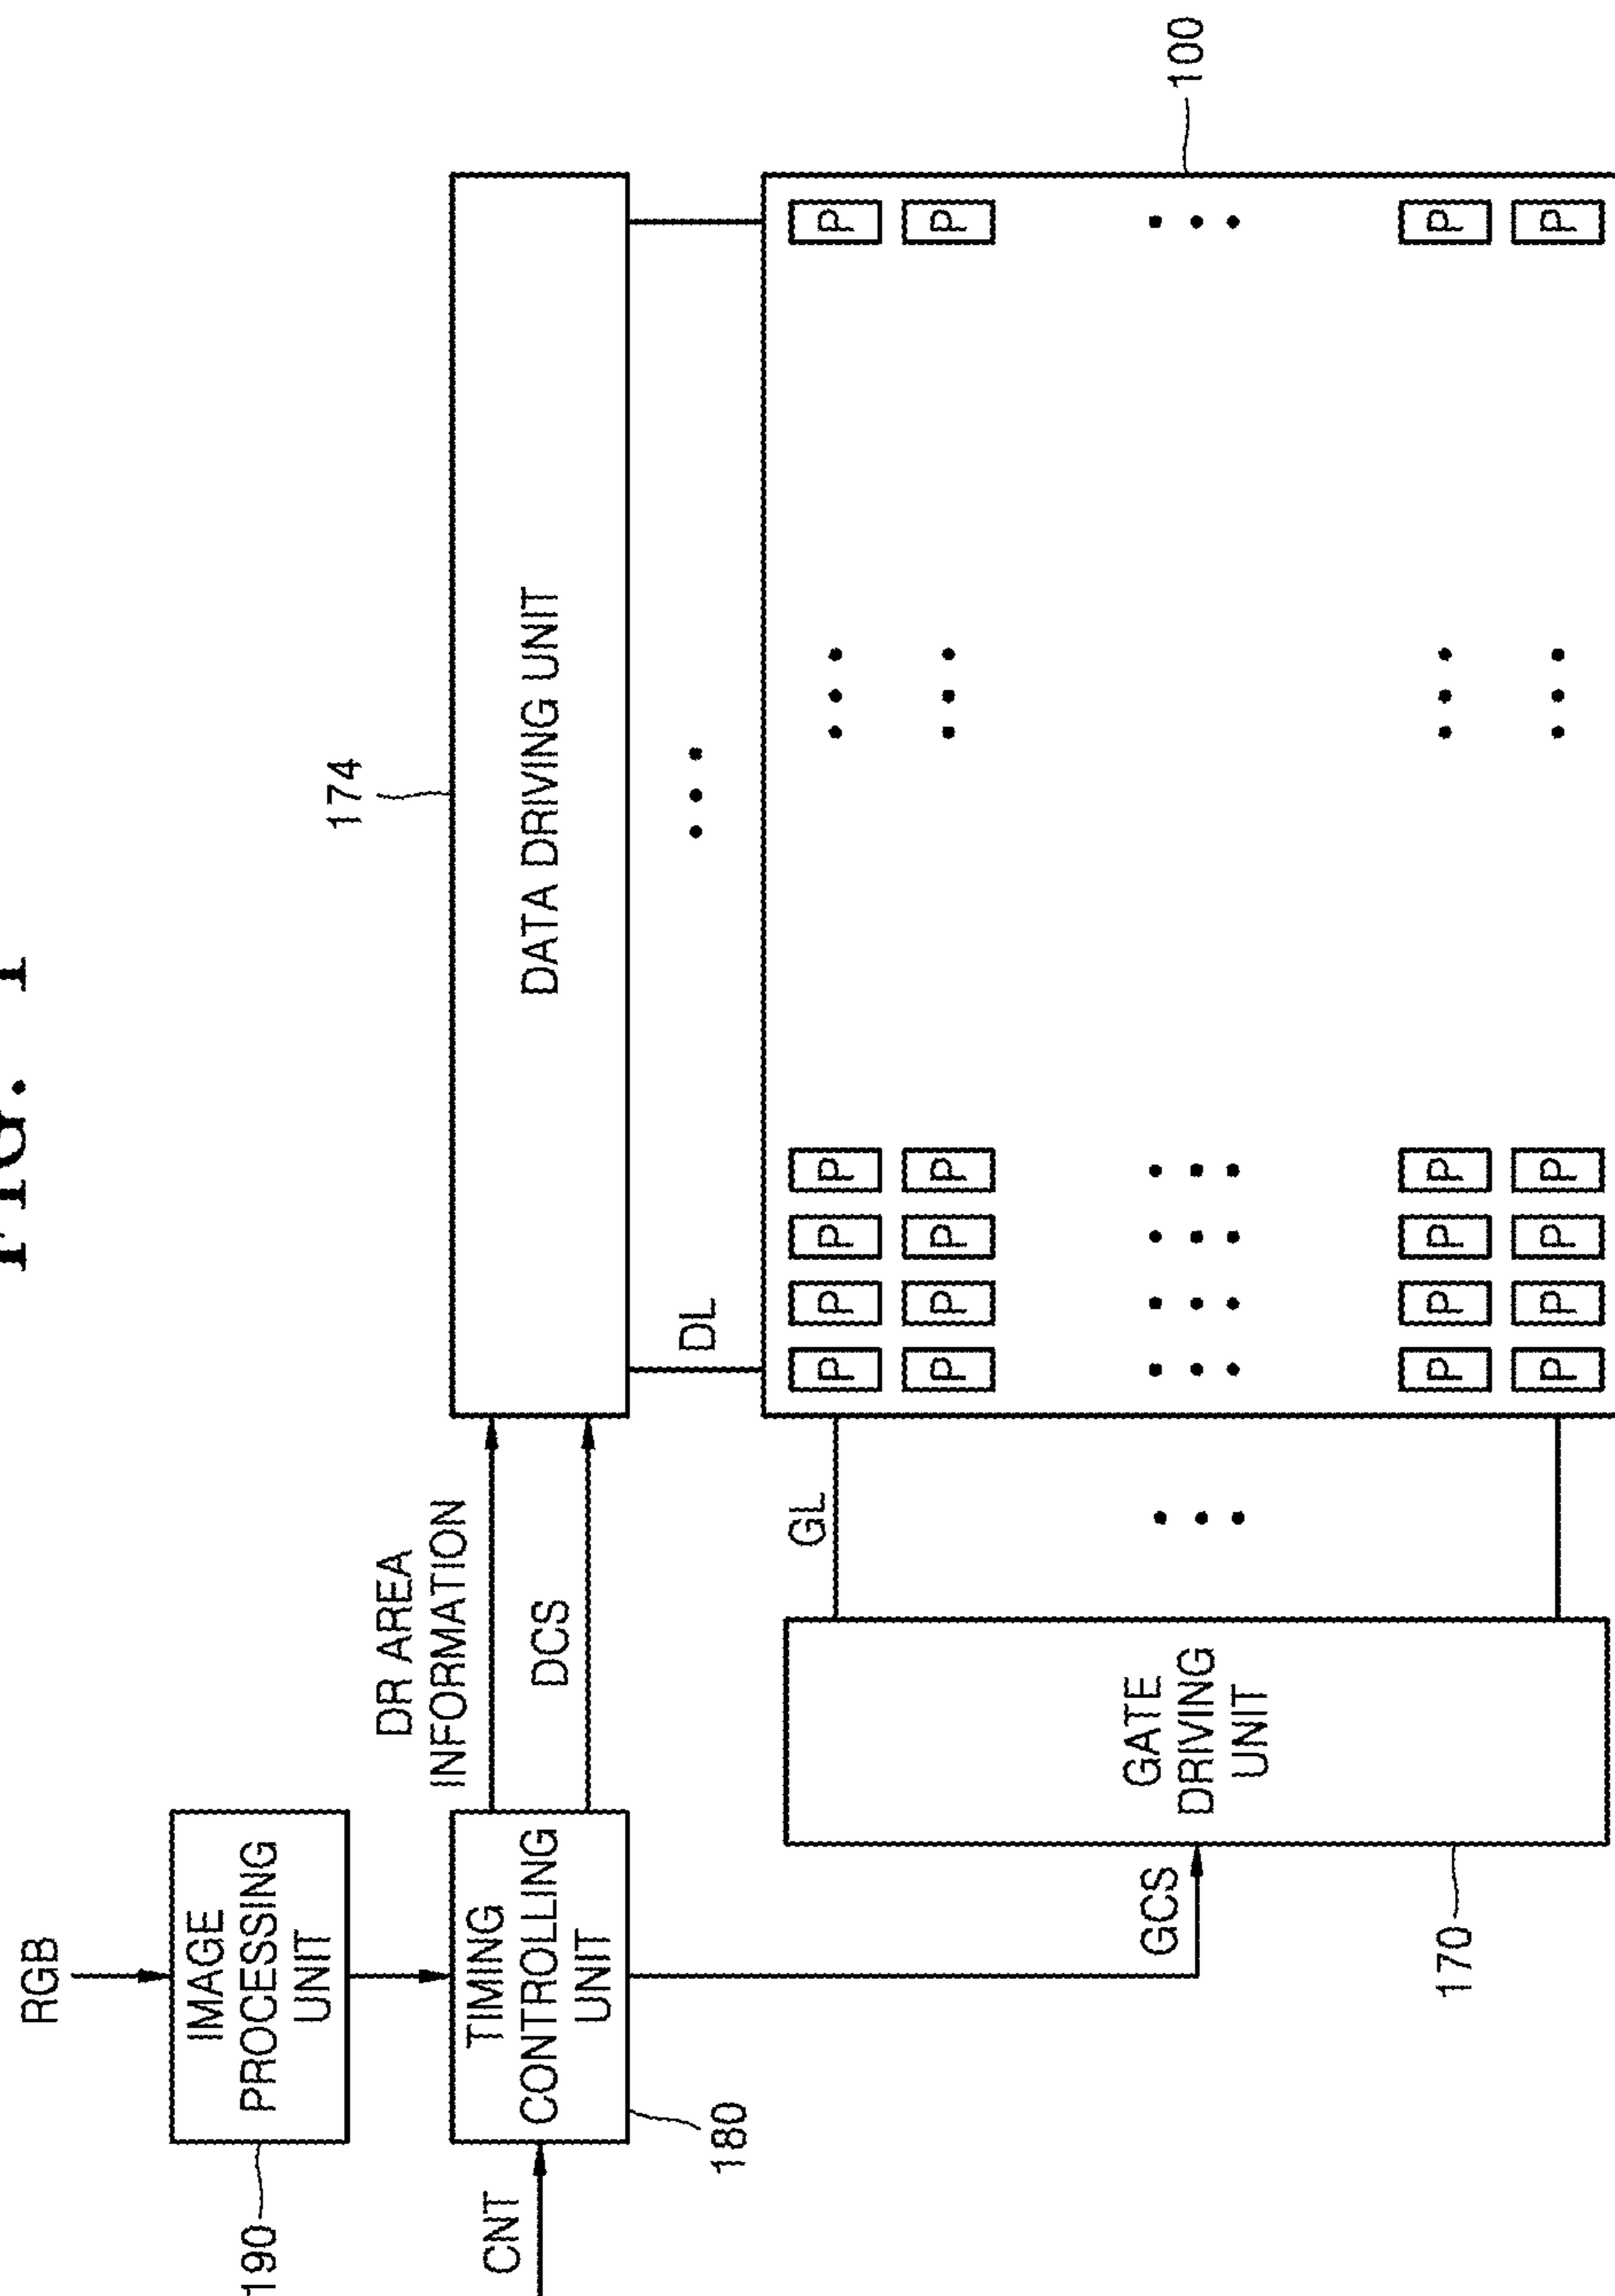 FIG. 1
RGB
190
IMAGE
PROCESSING
UNIT
174
CNT
TIMING
CONTROLLING
UNIT
180
DR AREA
INFORMATION
DCS
DATA DRIVING UNIT
DL
GL
P P P P P
P P P P P
GCS
GATE
DRIVING
UNIT
170
100
P P P P P
P P P P P